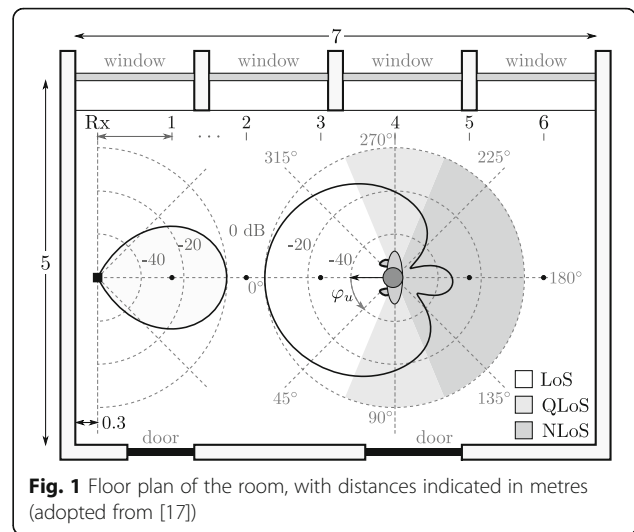 7
window window window window
Rx 1 ... 2 3 4 5 6
270°
315° 225°
0 dB
-20 -20
-40 -40
5
0° 180°
φu
LoS
45° 135° QLoS
90° NLoS
0.3
door door
Fig. 1 Floor plan of the room, with distances indicated in metres
(adopted from [17])